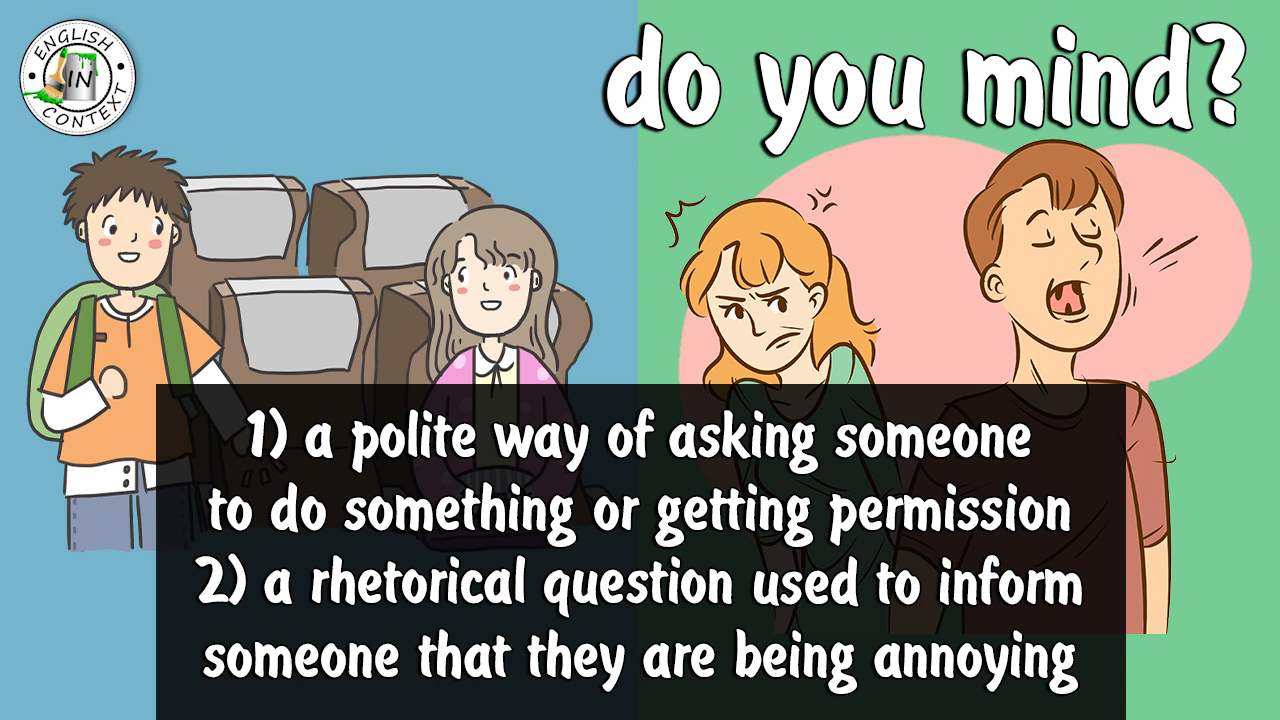 ENGLISH
IN
CONTEXT
do you mind?
1) a polite way of asking someone
to do something or getting permission
2) a rhetorical question used to inform
someone that they are being annoying